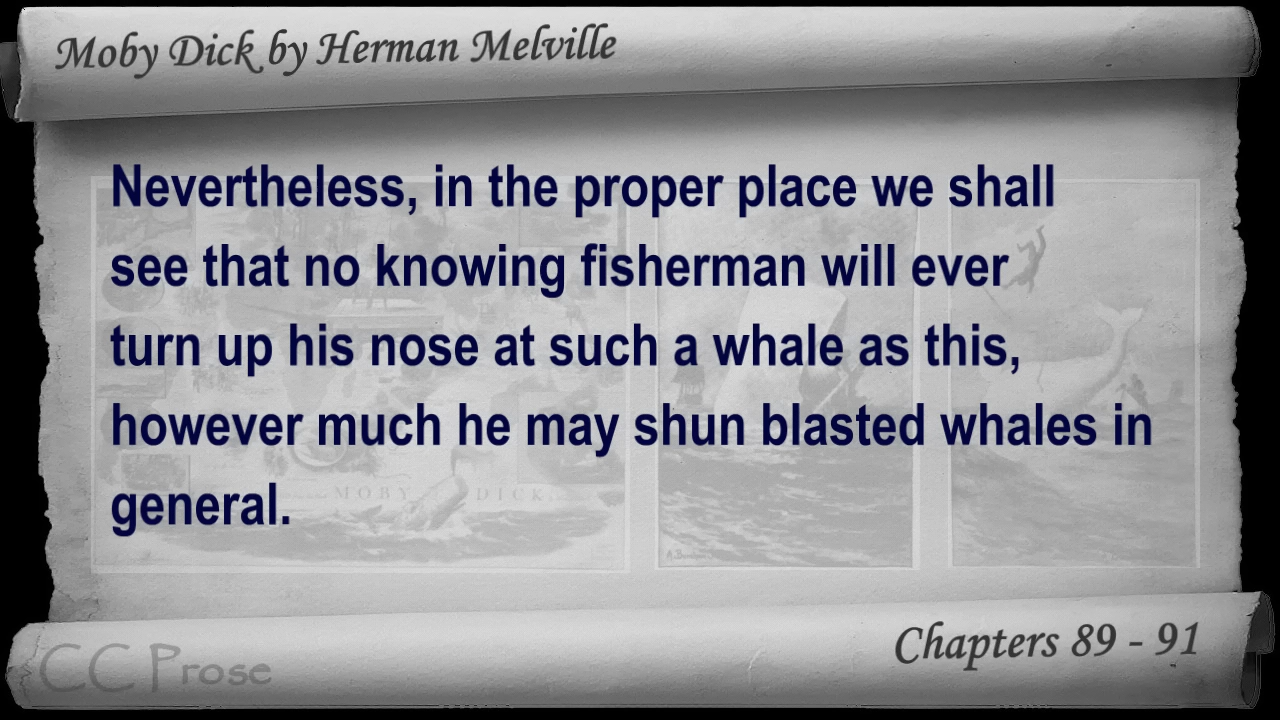 Moby Dick by Herman Melville
Nevertheless, in the proper place we shall
see that no knowing fisherman will ever
turn up his nose at such a whale as this,
however much he may shun blasted whales in
general.
MOBY DICK
Chapters 89 - 91
CC Prose